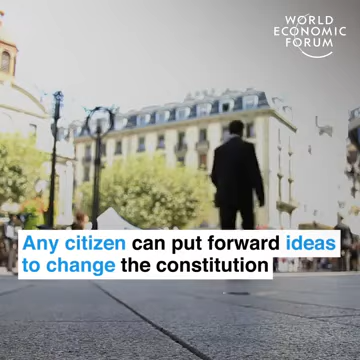 WORLD
ECONOMIC
FORUM
Any citizen can put forward ideas
to change the constitution